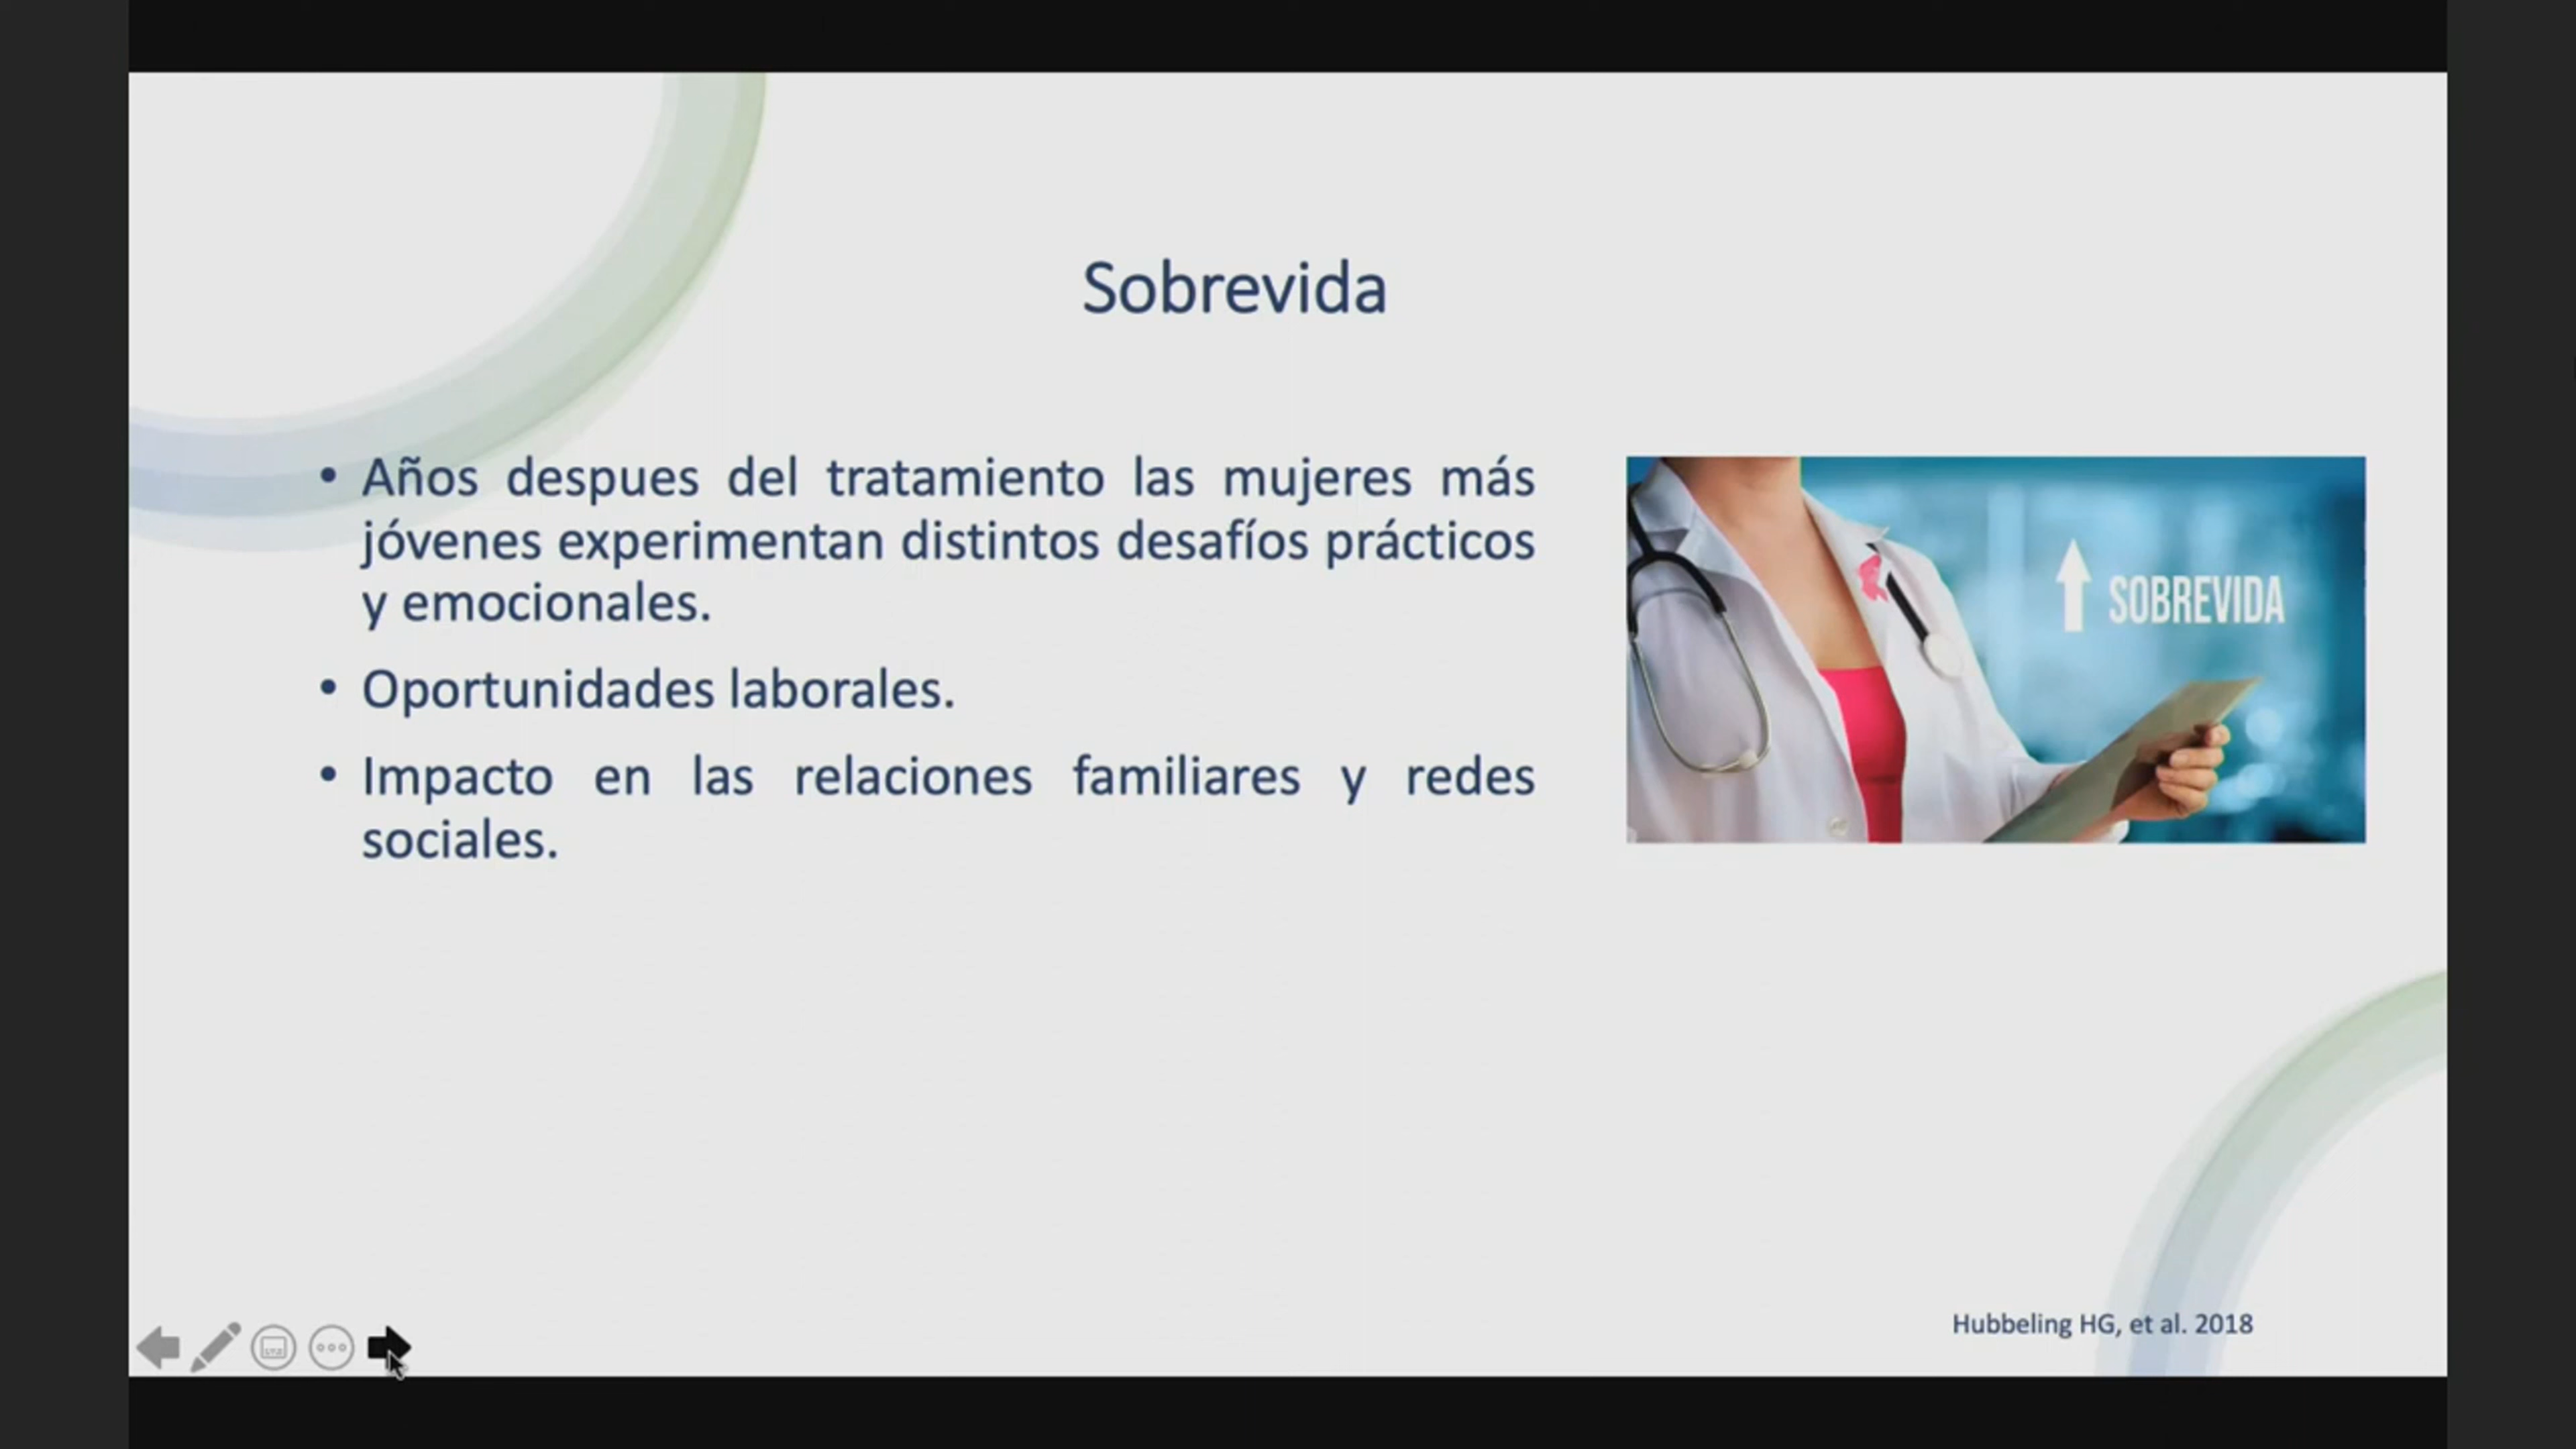 Sobrevida
• Años despues del tratamiento las mujeres más
jóvenes experimentan distintos desafíos prácticos
y emocionales.
• Oportunidades laborales.
• Impacto en las relaciones familiares y redes
sociales.
SOBREVIDA
Hubbeling HG, et al. 2018